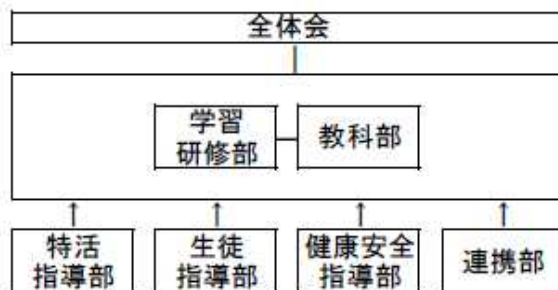 全体会
学習
研修部
教科部
↑
↑
↑
↑
特活
指導部
生徒
指導部
健康安全
指導部
連携部